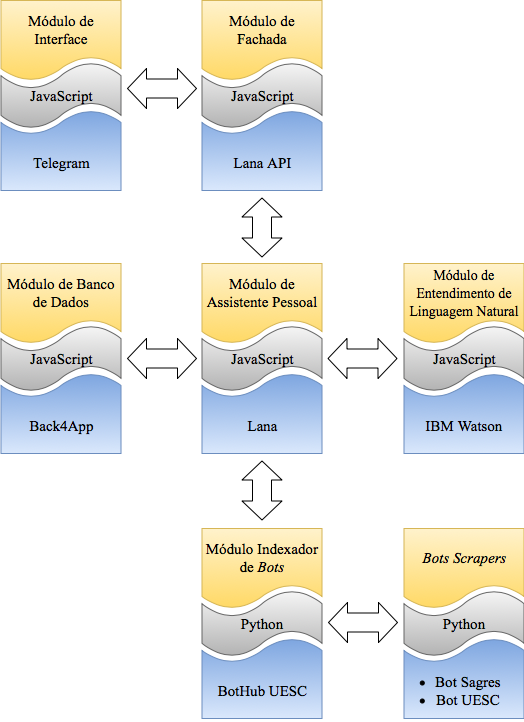 Módulo de
Interface
JavaScript
Telegram
Módulo de
Fachada
JavaScript
Lana API
Módulo de Banco
de Dados
JavaScript
Back4App
Módulo de
Assistente Pessoal
JavaScript
Lana
Módulo de
Entendimento de
Linguagem Natural
JavaScript
IBM Watson
Módulo Indexador
de Bots
Python
BotHub UESC
Bots Scrapers
Python
• Bot Sagres
• Bot UESC